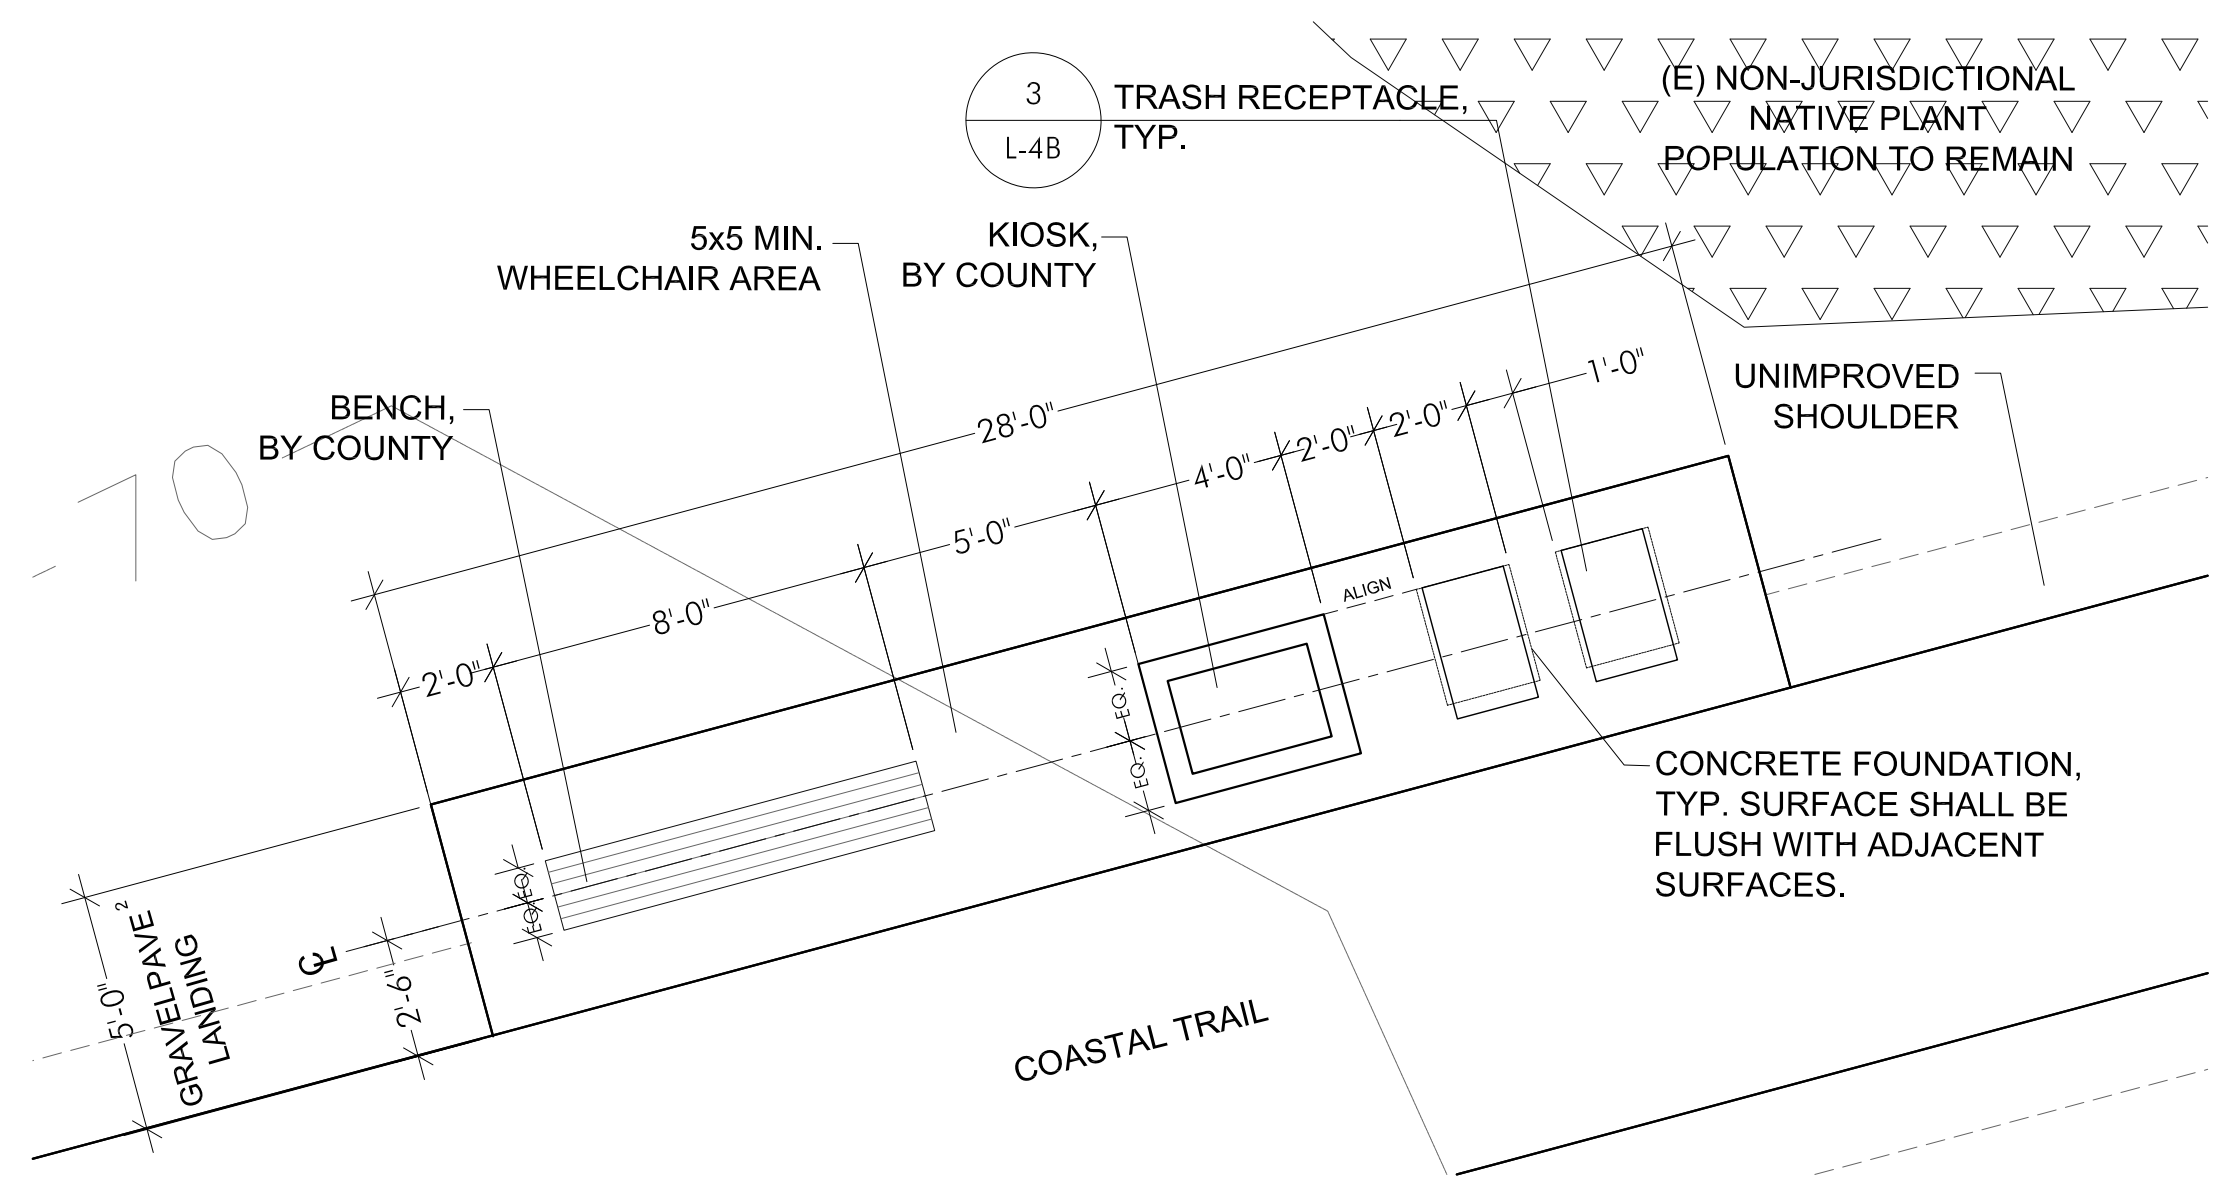 3
L-4B
TRASH RECEPTACLE,
TYP.
(E) NON-JURISDICTIONAL
NATIVE PLANT
POPULATION TO REMAIN
5x5 MIN.
WHEELCHAIR AREA
KIOSK,
BY COUNTY
BENCH,
BY COUNTY
UNIMPROVED
SHOULDER
70
28'-0"
2'-0"
8'-0"
5'-0"
4'-0"
2'-0"
2'-0"
1'-0"
ALIGN
EQ.
EQ.
EQ.
EQ.
CONCRETE FOUNDATION,
TYP. SURFACE SHALL BE
FLUSH WITH ADJACENT
SURFACES.
5'-0"
GRAVELPAVE²
LANDING
CL
2'-6"
COASTAL TRAIL